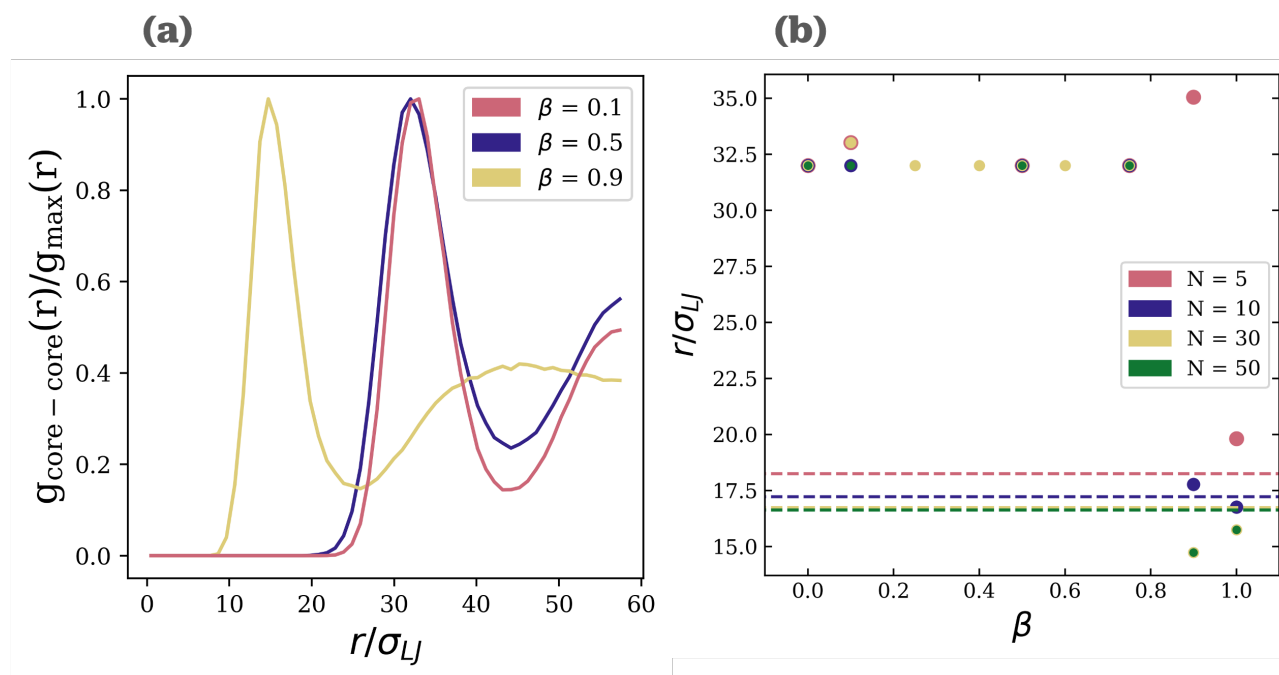 (a)
(b)
1.0
0.8
0.6
0.4
0.2
0.0
g_core−core(r)/g_max(r)
β = 0.1
β = 0.5
β = 0.9
0 10 20 30 40 50 60
r/σ_LJ
35.0
32.5
30.0
27.5
25.0
22.5
20.0
17.5
15.0
r/σ_LJ
N = 5
N = 10
N = 30
N = 50
0.0 0.2 0.4 0.6 0.8 1.0
β